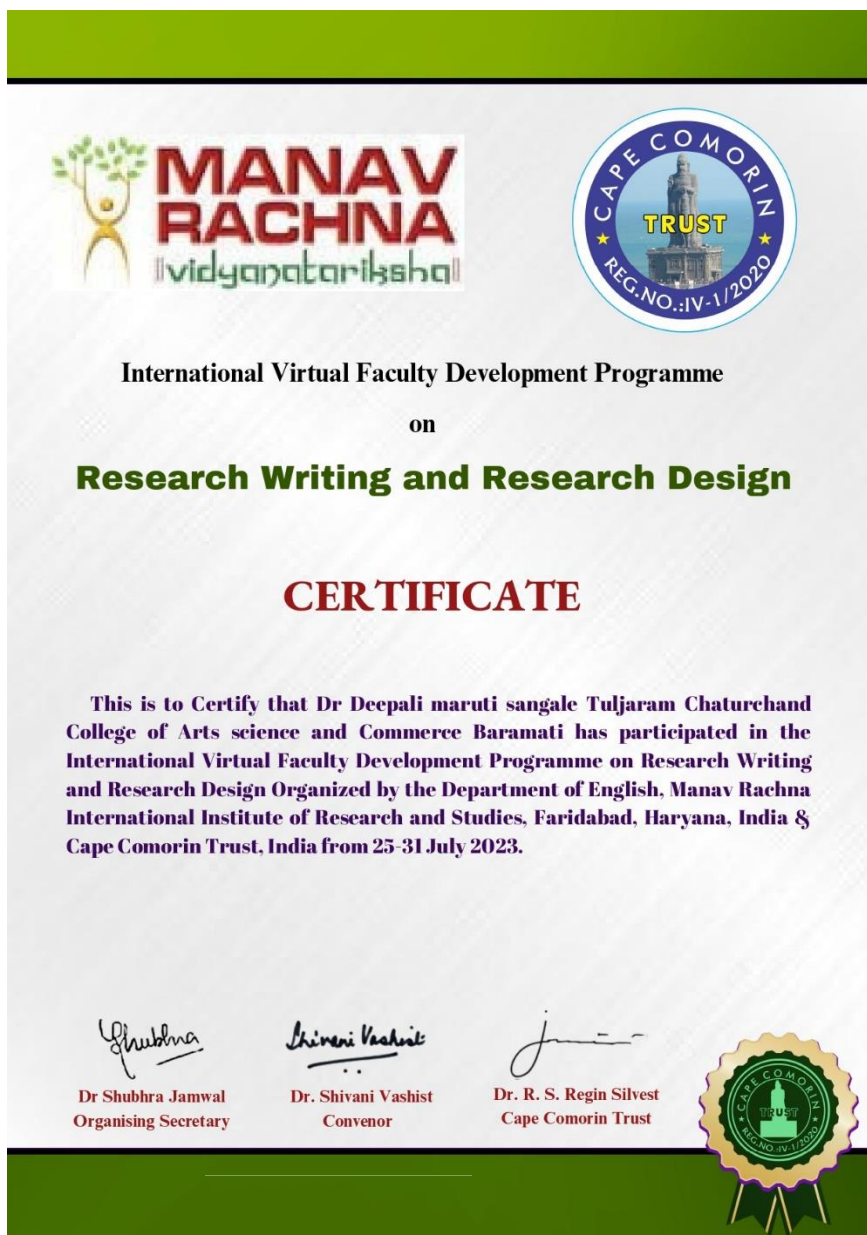 MANAV
RACHNA
vidyanatariksha
CAPE COMORIN
TRUST
REG.NO.:IV-1/2020
International Virtual Faculty Development Programme
on
Research Writing and Research Design
CERTIFICATE
This is to Certify that Dr Deepali maruti sangale Tuljaram Chaturchand
College of Arts science and Commerce Baramati has participated in the
International Virtual Faculty Development Programme on Research Writing
and Research Design Organized by the Department of English, Manav Rachna
International Institute of Research and Studies, Faridabad, Haryana, India &
Cape Comorin Trust, India from 25-31 July 2023.
Shubhra
Shivani Vashist
Dr Shubhra Jamwal
Organising Secretary
Dr. Shivani Vashist
Convenor
Dr. R. S. Regin Silvest
Cape Comorin Trust
CAPE COMORIN
TRUST
REG.NO.:IV-1/2020